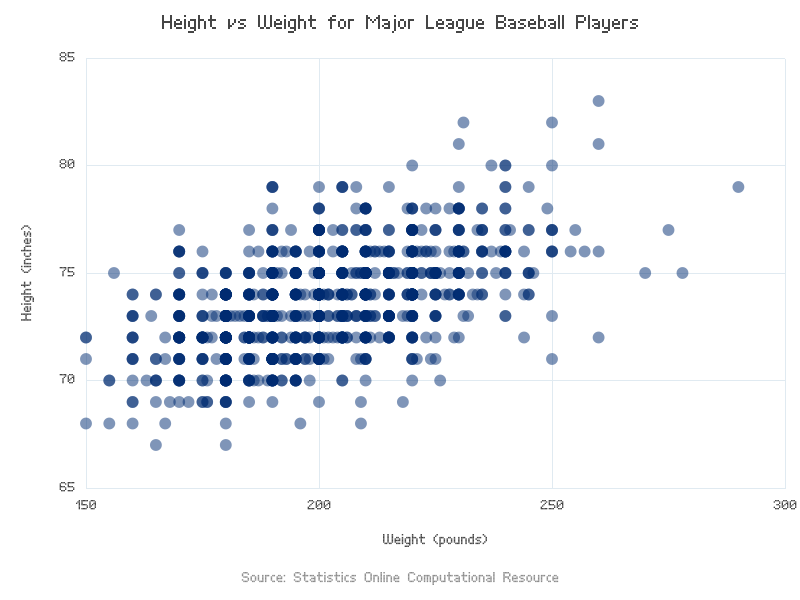 Height vs Weight for Major League Baseball Players
85
80
75
70
65
Height (inches)
150 200 250 300
Weight (pounds)
Source: Statistics Online Computational Resource